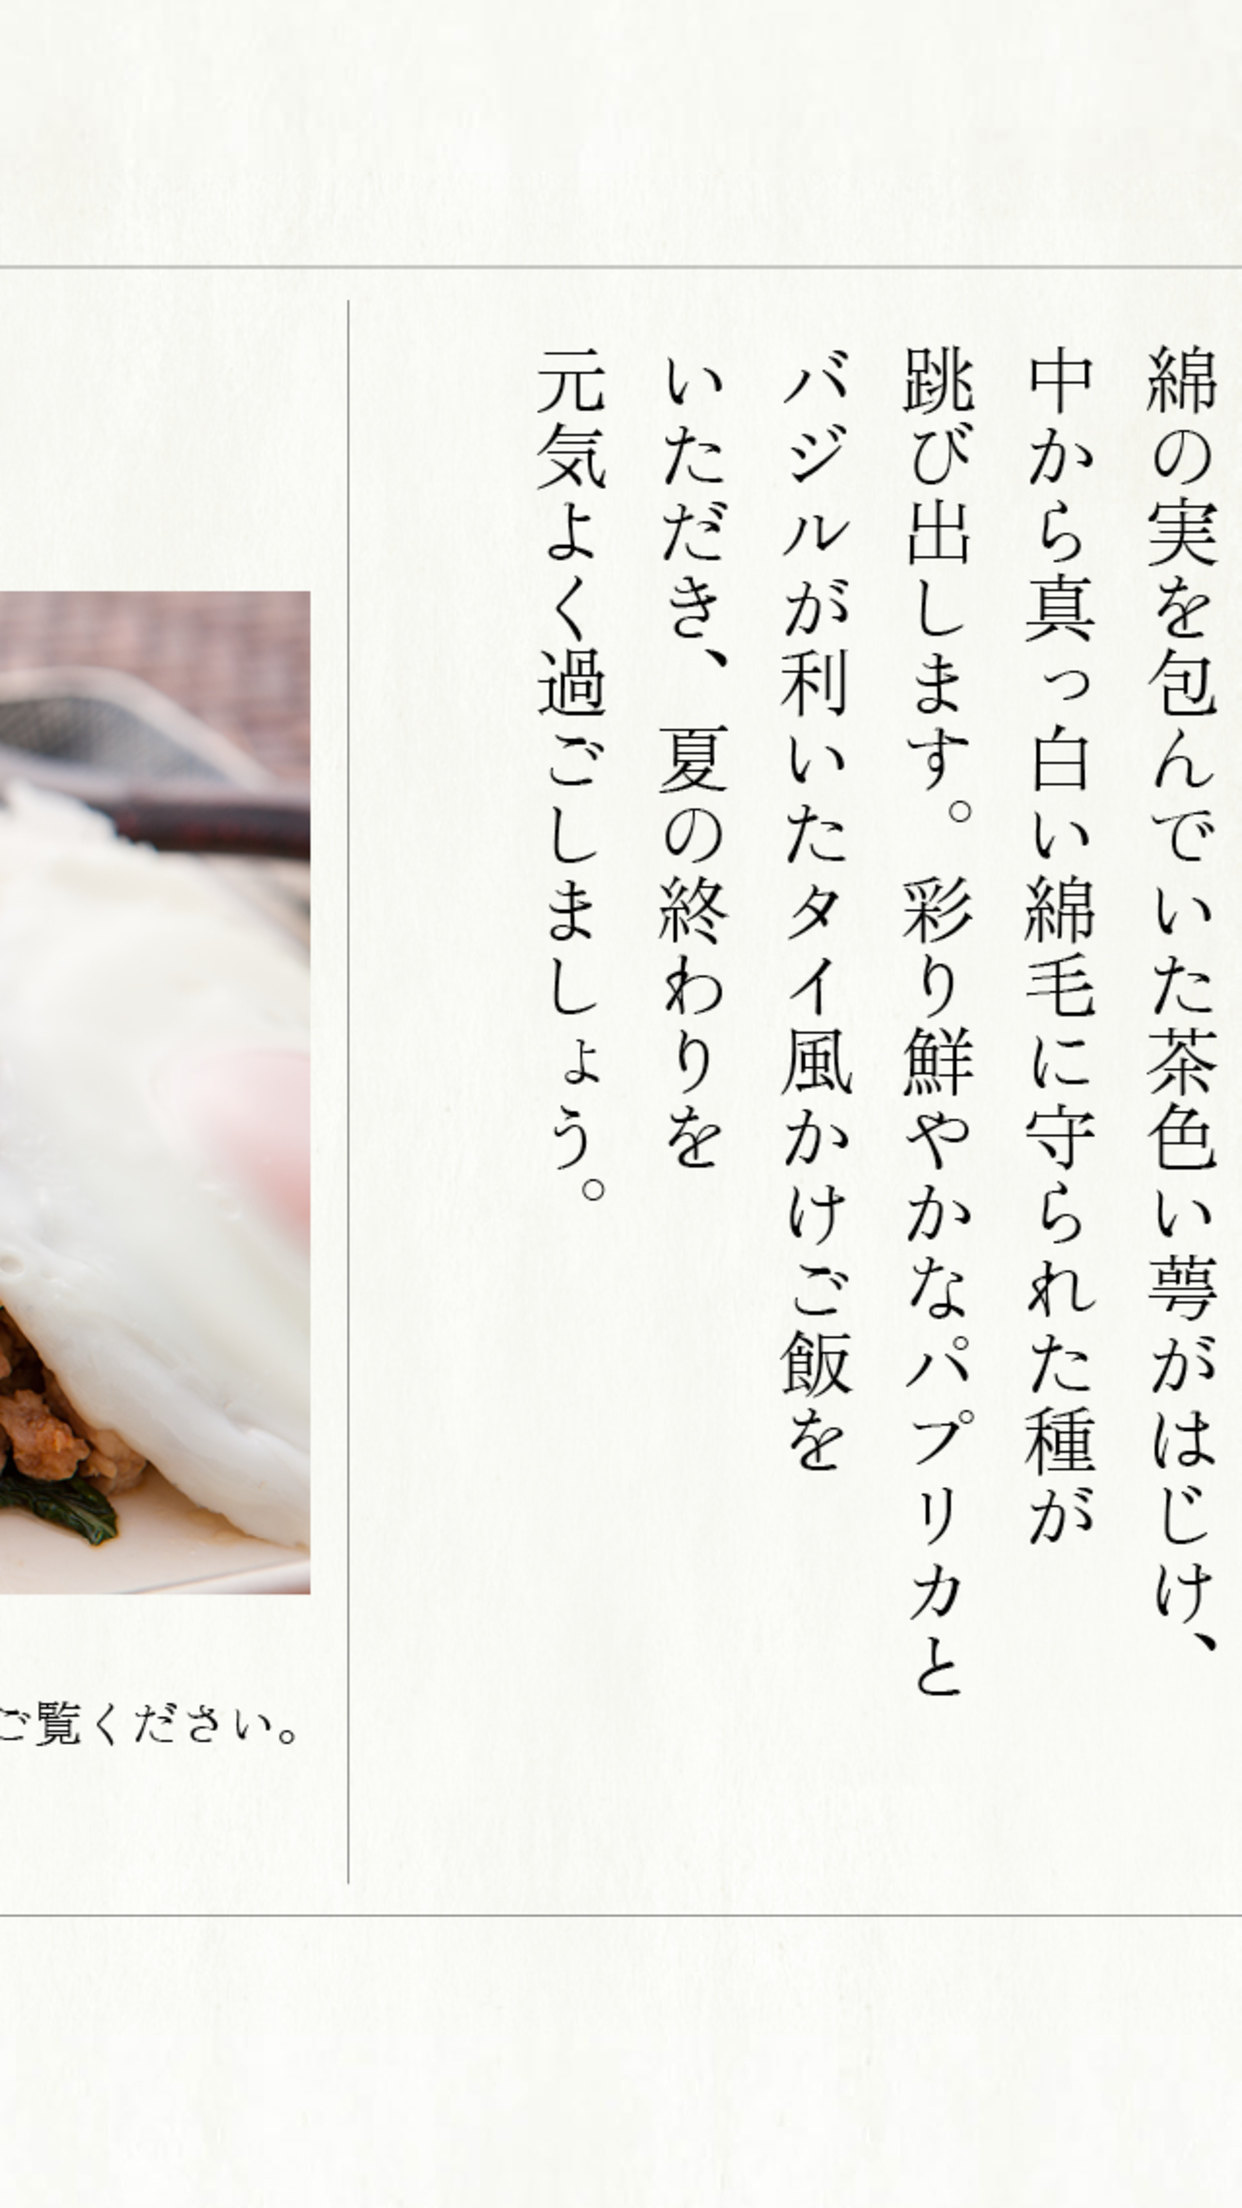 綿の実を包んでいた茶色い萼がはじけ、
中から真っ白い綿毛に守られた種が
跳び出します。彩り鮮やかなパプリカと
バジルが利いたタイ風かけご飯を
いただき、夏の終わりを
元気よく過ごしましょう。
ご覧ください。